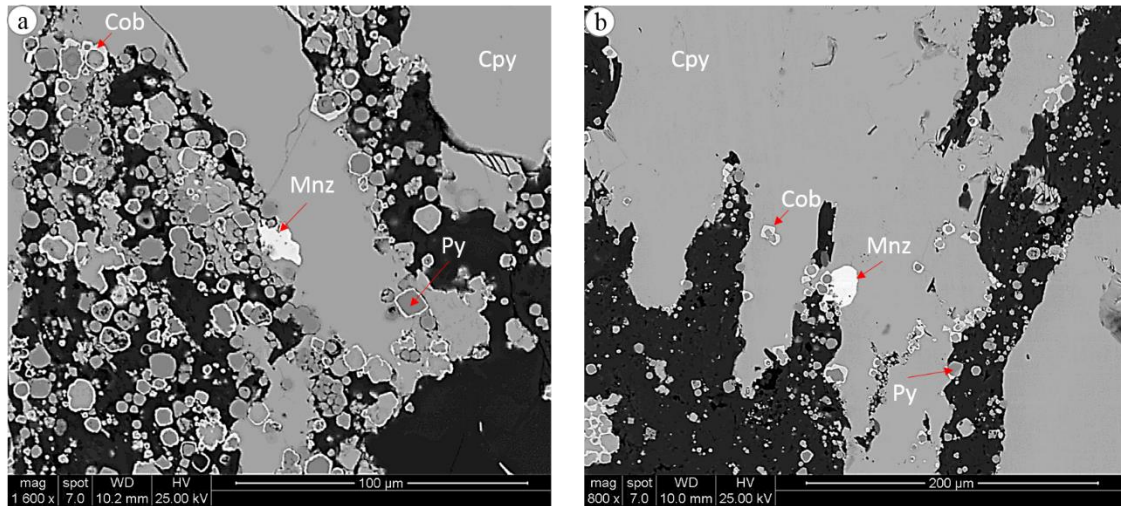 a
Cob
Cpy
Mnz
Py
mag
spot
WD
HV
1 600 x
7.0
10.2 mm
25.00 kV
100 µm
b
Cpy
Cob
Mnz
Py
mag
spot
WD
HV
800 x
7.0
10.0 mm
25.00 kV
200 µm